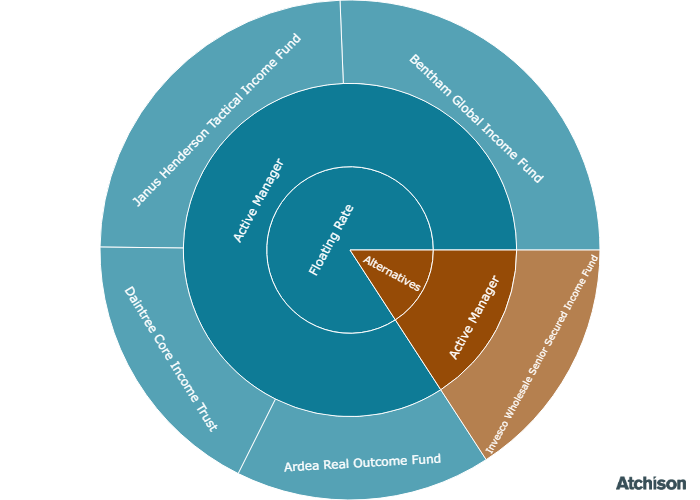 Janus Henderson Tactical Income Fund
Bentham Global Income Fund
Active Manager
Floating Rate
Alternatives
Active Manager
Invesco Wholesale Senior Secured Income Fund
Daintree Core Income Trust
Ardea Real Outcome Fund
Atchison